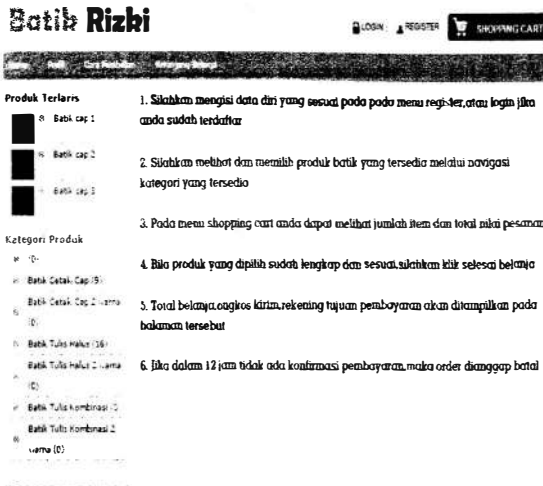 Batik Rizki
LOGIN
REGISTER
SHOPPING CART
Produk Terlaris
Batik cap 1
Batik cap 2
Batik cap 3
Kategori Produk
Batik Cetak Cap (9)
Batik Cetak Cap 2 warna
(0)
Batik Tulis Halus (16)
Batik Tulis Halus 2 warna
(0)
Batik Tulis Kombinasi
Batik Tulis Kombinasi 2
warna (0)
1. Silahkan mengisi data diri yang sesuai pada pada menu register,atau login jika
anda sudah terdaftar
2. Silahkan melihat dan memilih produk batik yang tersedia melalui navigasi
kategori yang tersedia
3. Pada menu shopping cart anda dapat melihat jumlah item dan total nilai pesanan
4. Bila produk yang dipilih sudah lengkap dan sesuai,silahkan klik selesai belanja
5. Total belanja,ongkos kirim,rekening tujuan pembayaran akan ditampilkan pada
halaman tersebut
6. Jika dalam 12 jam tidak ada konfirmasi pembayaran,maka order dianggap batal